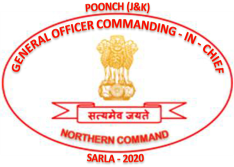 POONCH (J&K)
GENERAL OFFICER COMMANDING - IN - CHIEF
सत्यमेव जयते
NORTHERN COMMAND
SARLA - 2020